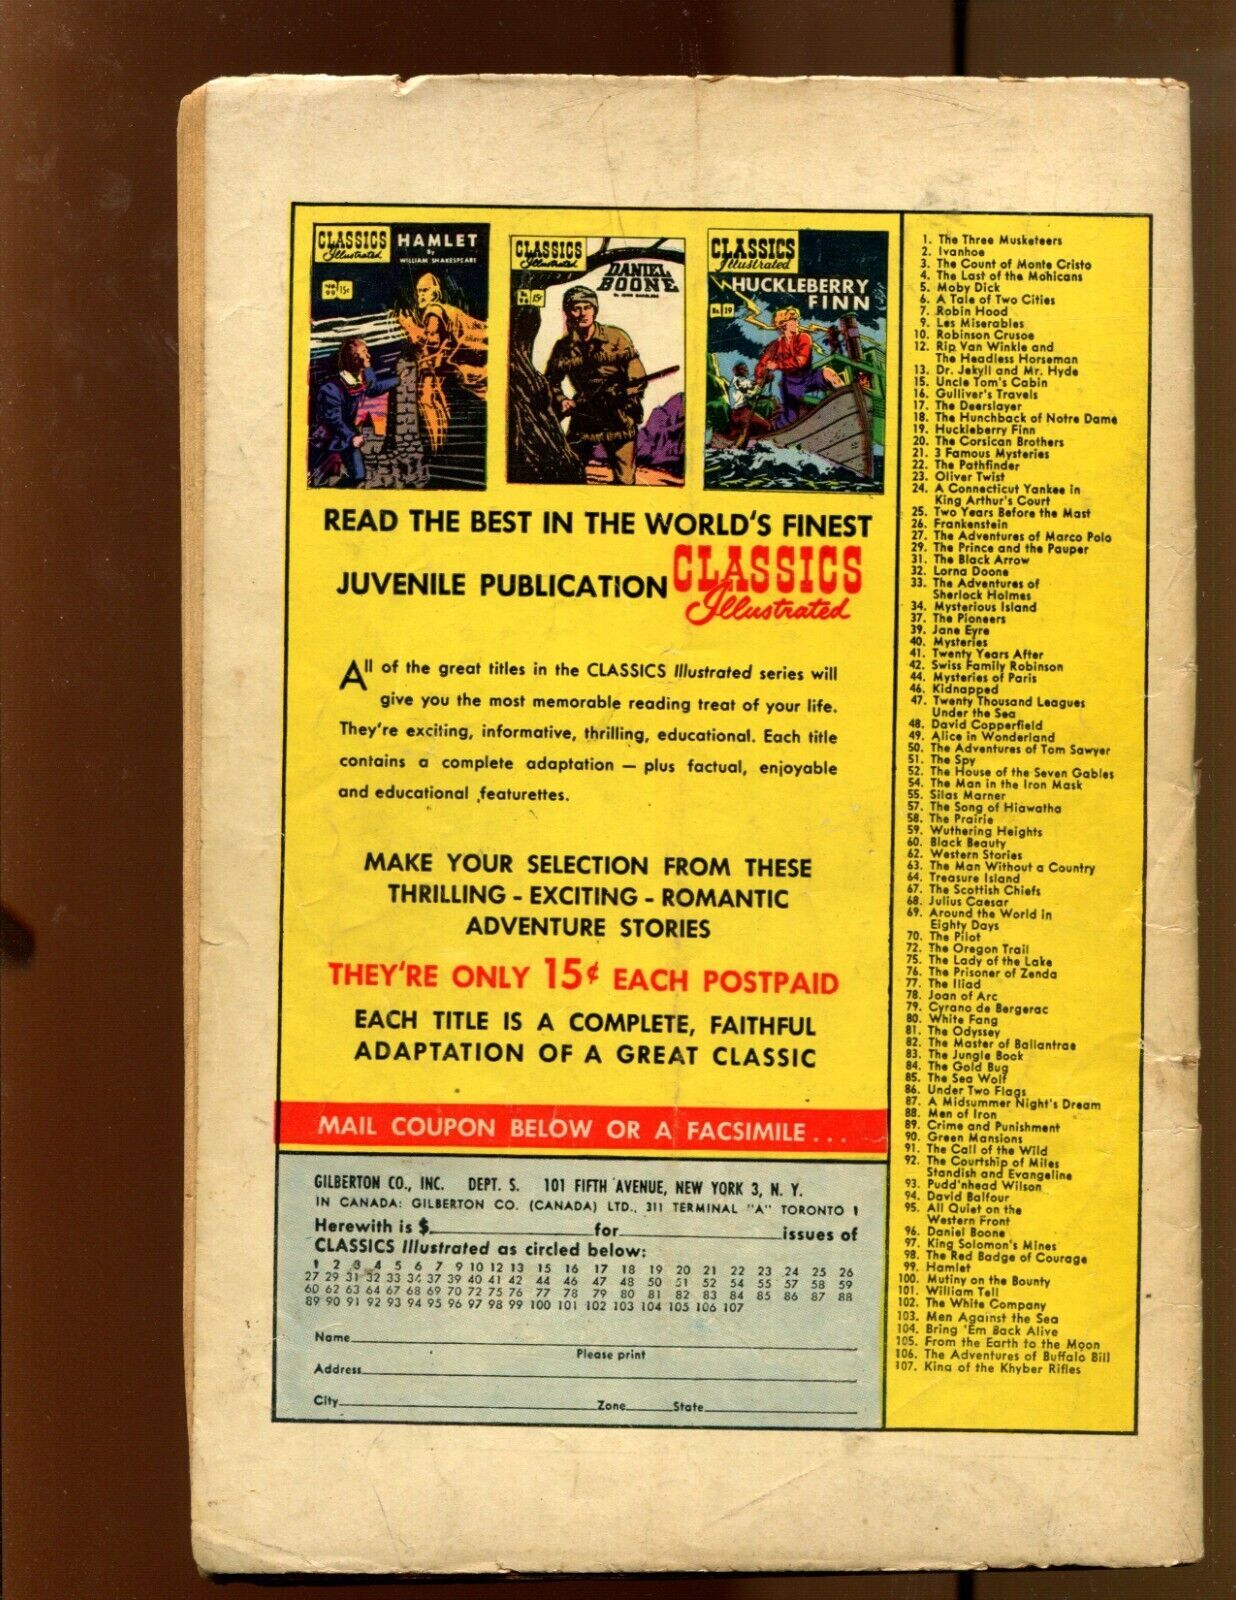 CLASSICS
Illustrated
HAMLET
By
WILLIAM SHAKESPEARE
No. 99
15¢
CLASSICS
Illustrated
DANIEL
BOONE
15¢
CLASSICS
Illustrated
HUCKLEBERRY
FINN
No. 19
READ THE BEST IN THE WORLD'S FINEST
JUVENILE PUBLICATION CLASSICS
Illustrated
All of the great titles in the CLASSICS Illustrated series will
give you the most memorable reading treat of your life.
They're exciting, informative, thrilling, educational. Each title
contains a complete adaptation — plus factual, enjoyable
and educational featurettes.
MAKE YOUR SELECTION FROM THESE
THRILLING - EXCITING - ROMANTIC
ADVENTURE STORIES
THEY'RE ONLY 15¢ EACH POSTPAID
EACH TITLE IS A COMPLETE, FAITHFUL
ADAPTATION OF A GREAT CLASSIC
MAIL COUPON BELOW OR A FACSIMILE...
GILBERTON CO., INC. DEPT. S. 101 FIFTH AVENUE, NEW YORK 3, N. Y.
IN CANADA: GILBERTON CO. (CANADA) LTD., 311 TERMINAL "A" TORONTO 1
Herewith is $ for issues of
CLASSICS Illustrated as circled below:
1 2 3 4 5 6 7 9 10 12 13 15 16 17 18 19 20 21 22 23 24 25 26
27 29 31 32 33 34 37 39 40 41 42 44 46 47 48 50 51 52 54 55 57 58 59
60 62 63 64 67 68 69 70 72 75 76 77 78 79 80 81 82 83 84 85 86 87 88
89 90 91 92 93 94 95 96 97 98 99 100 101 102 103 104 105 106 107
Name
Please print
Address
City Zone State
1. The Three Musketeers
2. Ivanhoe
3. The Count of Monte Cristo
4. The Last of the Mohicans
5. Moby Dick
6. A Tale of Two Cities
7. Robin Hood
9. Les Miserables
10. Robinson Crusoe
12. Rip Van Winkle and
The Headless Horseman
13. Dr. Jekyll and Mr. Hyde
15. Uncle Tom's Cabin
16. Gulliver's Travels
17. The Deerslayer
18. The Hunchback of Notre Dame
19. Huckleberry Finn
20. The Corsican Brothers
21. 3 Famous Mysteries
22. The Pathfinder
23. Oliver Twist
24. A Connecticut Yankee in
King Arthur's Court
25. Two Years Before the Mast
26. Frankenstein
27. The Adventures of Marco Polo
29. The Prince and the Pauper
31. The Black Arrow
32. Lorna Doone
33. The Adventures of
Sherlock Holmes
34. Mysterious Island
37. The Pioneers
39. Jane Eyre
40. Mysteries
41. Twenty Years After
42. Swiss Family Robinson
44. Mysteries of Paris
46. Kidnapped
47. Twenty Thousand Leagues
Under the Sea
48. David Copperfield
49. Alice in Wonderland
50. The Adventures of Tom Sawyer
51. The Spy
52. The House of the Seven Gables
54. The Man in the Iron Mask
55. Silas Marner
57. The Song of Hiawatha
58. The Prairie
59. Wuthering Heights
60. Black Beauty
62. Western Stories
63. The Man Without a Country
64. Treasure Island
67. The Scottish Chiefs
68. Julius Caesar
69. Around the World in
Eighty Days
70. The Pilot
72. The Oregon Trail
75. The Lady of the Lake
76. The Prisoner of Zenda
77. The Iliad
78. Joan of Arc
79. Cyrano de Bergerac
80. White Fang
81. The Odyssey
82. The Master of Ballantrae
83. The Jungle Book
84. The Gold Bug
85. The Sea Wolf
86. Under Two Flags
87. A Midsummer Night's Dream
88. Men of Iron
89. Crime and Punishment
90. Green Mansions
91. The Call of the Wild
92. The Courtship of Miles
Standish and Evangeline
93. Pudd'nhead Wilson
94. David Balfour
95. All Quiet on the
Western Front
96. Daniel Boone
97. King Solomon's Mines
98. The Red Badge of Courage
99. Hamlet
100. Mutiny on the Bounty
101. William Tell
102. The White Company
103. Men Against the Sea
104. Bring 'Em Back Alive
105. From the Earth to the Moon
106. The Adventures of Buffalo Bill
107. King of the Khyber Rifles